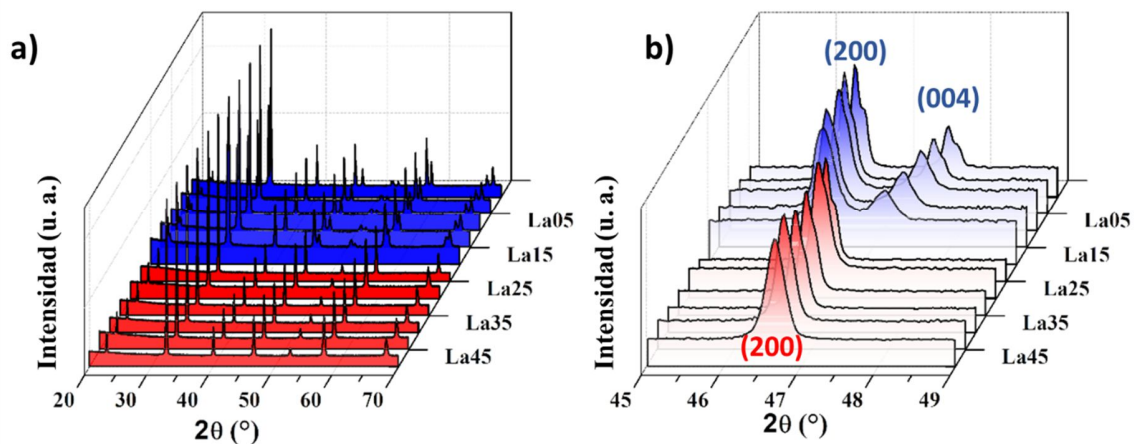 a)
Intensidad (u. a.)
20 30 40 50 60 70
2θ (°)
La05
La15
La25
La35
La45
b)
(200)
(004)
(200)
Intensidad (u. a.)
45 46 47 48 49
2θ (°)
La05
La15
La25
La35
La45